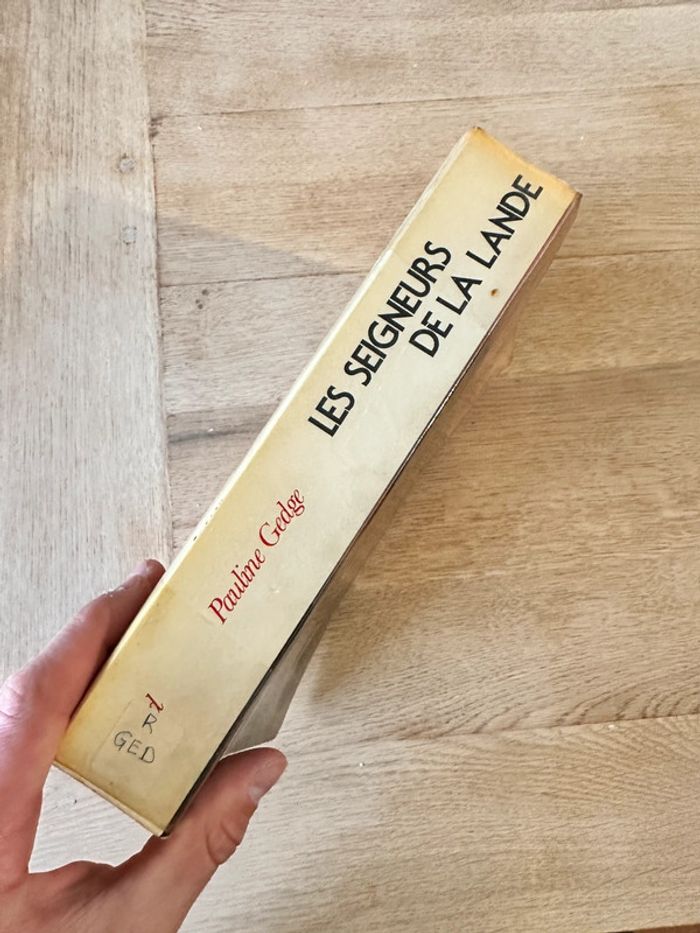 LES SEIGNEURS
DE LA LANDE
Pauline Gedge
R
GED